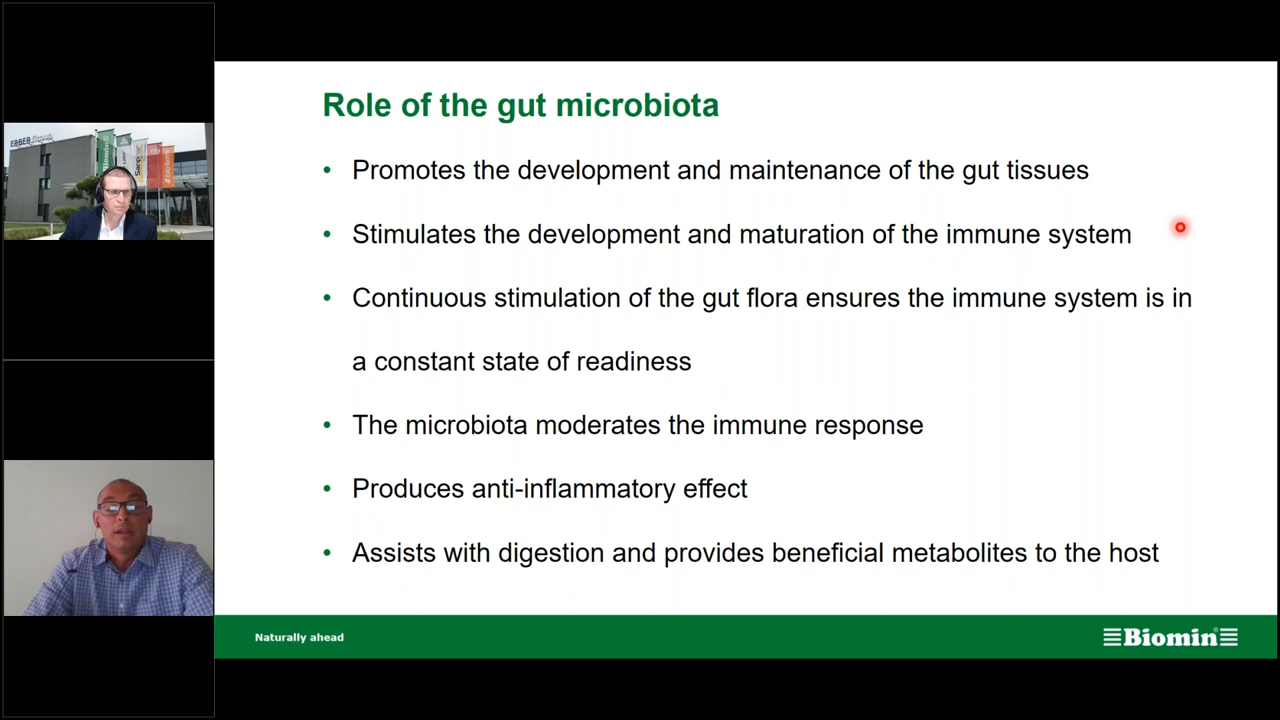 Role of the gut microbiota
• Promotes the development and maintenance of the gut tissues
• Stimulates the development and maturation of the immune system
• Continuous stimulation of the gut flora ensures the immune system is in
a constant state of readiness
• The microbiota moderates the immune response
• Produces anti-inflammatory effect
• Assists with digestion and provides beneficial metabolites to the host
Naturally ahead
Biomin®
ERBER Group
Biomin